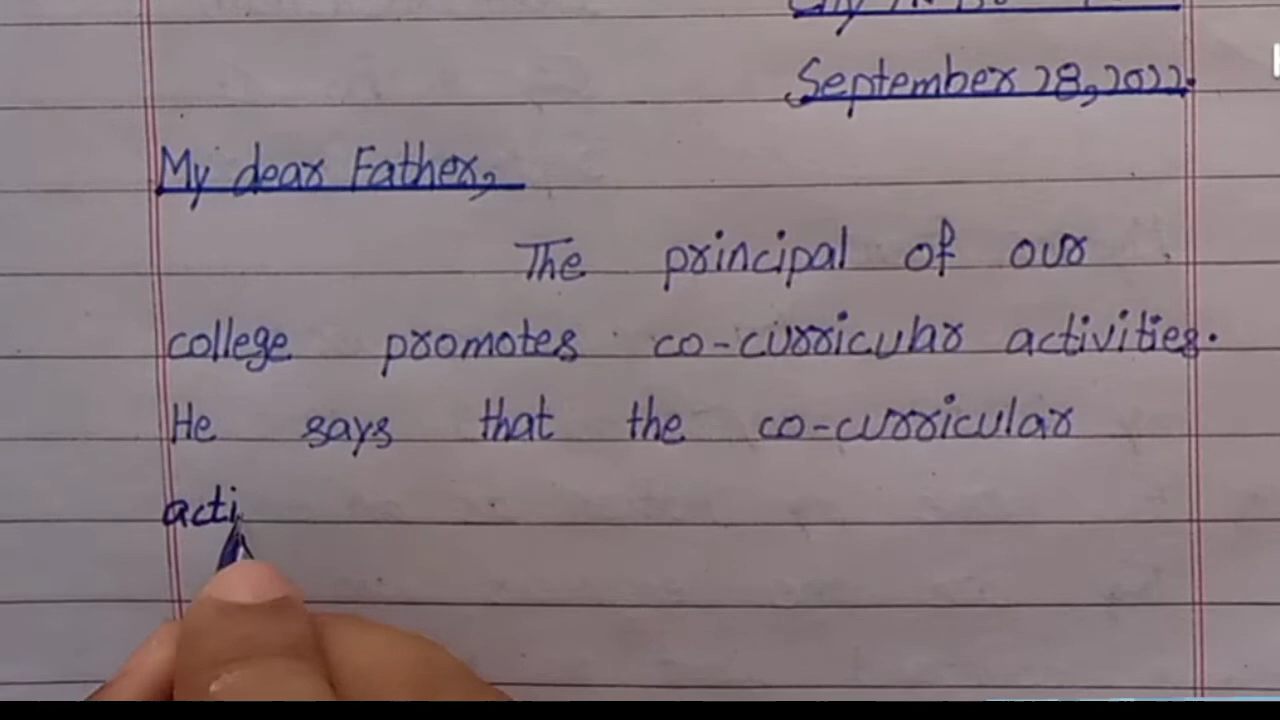 September 28, 2022.
My dear Father,
The principal of our
college promotes co-curricular activities.
He says that the co-curricular
acti